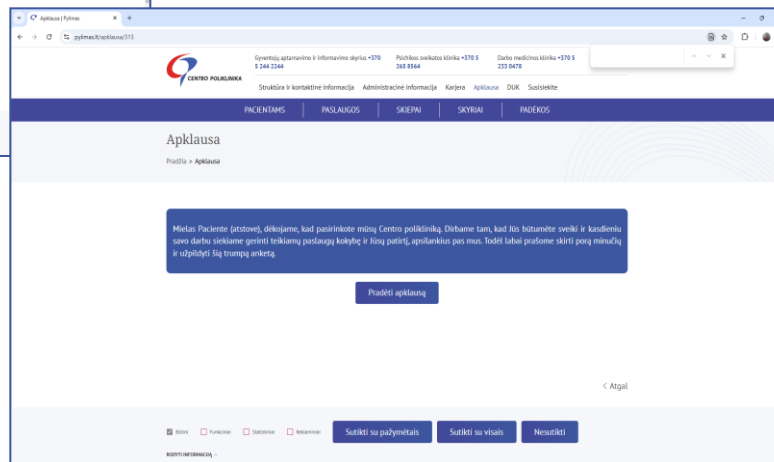 Apklausa | Pylimas
pylimas.lt/apklausa/313
CENTRO POLIKLINIKA
Gyventojų aptarnavimo ir informavimo skyrius +370
5 244 2244
Psichikos sveikatos klinika +370 5
265 8564
Darbo medicinos klinika +370 5
233 0478
Struktūra ir kontaktinė informacija Administracinė informacija Karjera Apklausa DUK Susisiekite
PACIENTAMS PASLAUGOS SKIEPAI SKYRIAI PADĖKOS
Apklausa
Pradžia > Apklausa
Mielas Paciente (atstove), dėkojame, kad pasirinkote mūsų Centro polikliniką. Dirbame tam, kad Jūs būtumėte sveiki ir kasdieniu
savo darbu siekiame gerinti teikiamų paslaugų kokybę ir Jūsų patirtį, apsilankius pas mus. Todėl labai prašome skirti porą minučių
ir užpildyti šią trumpą anketą.
Pradėti apklausą
< Atgal
Būtini Funkciniai Statistiniai Reklaminiai Sutikti su pažymėtais Sutikti su visais Nesutikti
RODYTI INFORMACIJĄ